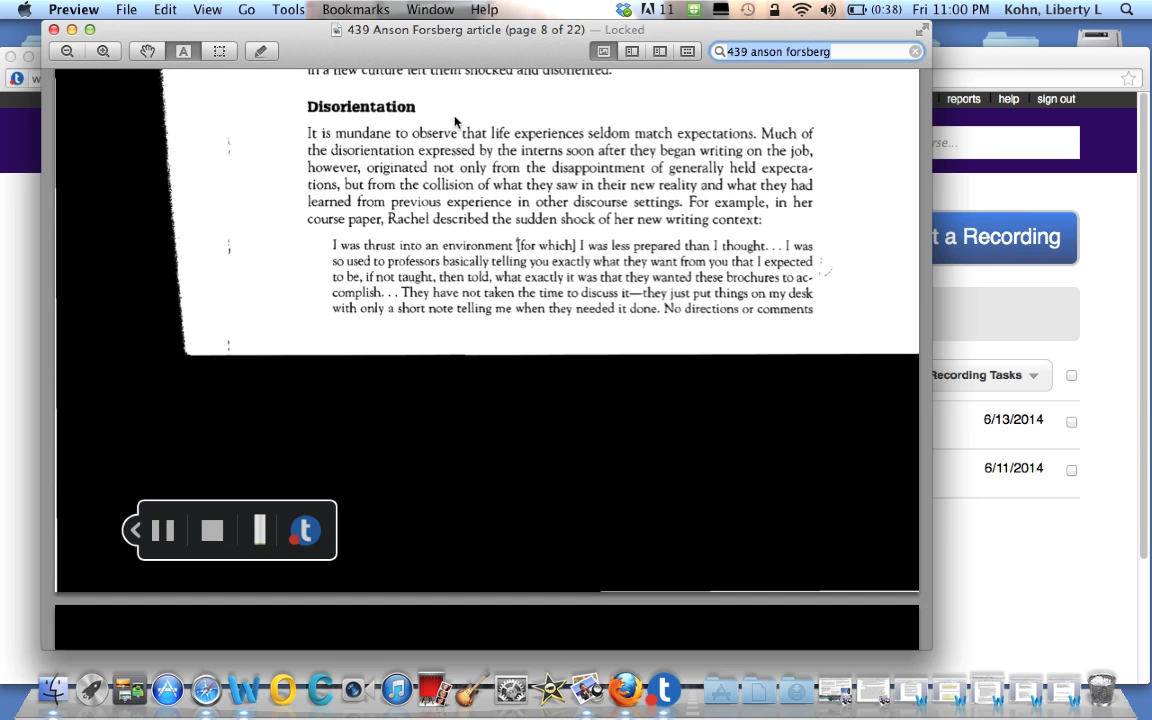 Preview File Edit View Go Tools Bookmarks Window Help 11 (0:38) Fri 11:00 PM Kohn, Liberty L
439 Anson Forsberg article (page 8 of 22) — Locked
439 anson forsberg
in a new culture left them shocked and disoriented.
Disorientation
It is mundane to observe that life experiences seldom match expectations. Much of
the disorientation expressed by the interns soon after they began writing on the job,
however, originated not only from the disappointment of generally held expecta-
tions, but from the collision of what they saw in their new reality and what they had
learned from previous experience in other discourse settings. For example, in her
course paper, Rachel described the sudden shock of her new writing context:
I was thrust into an environment [for which] I was less prepared than I thought. . . I was
so used to professors basically telling you exactly what they want from you that I expected
to be, if not taught, then told, what exactly it was that they wanted these brochures to ac-
complish. . . They have not taken the time to discuss it—they just put things on my desk
with only a short note telling me when they needed it done. No directions or comments
reports help sign out
rse...
t a Recording
Recording Tasks
6/13/2014
6/11/2014